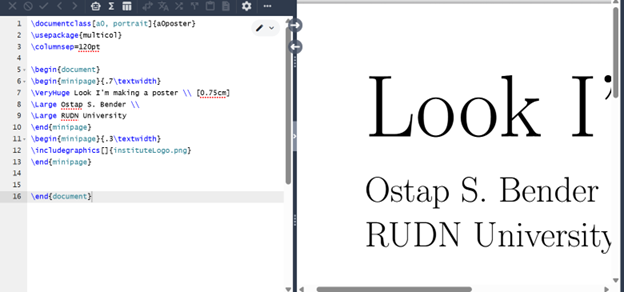 1 \documentclass[a0, portrait]{a0poster}
2 \usepackage{multicol}
3 \columnsep=120pt
4
5 \begin{document}
6 \begin{minipage}{.7\textwidth}
7 \VeryHuge Look I'm making a poster \\ [0.75cm]
8 \Large Ostap S. Bender \\
9 \Large RUDN University
10 \end{minipage}
11 \begin{minipage}{.3\textwidth}
12 \includegraphics[]{instituteLogo.png}
13 \end{minipage}
14
15
16 \end{document}
Look I'
Ostap S. Bender
RUDN University